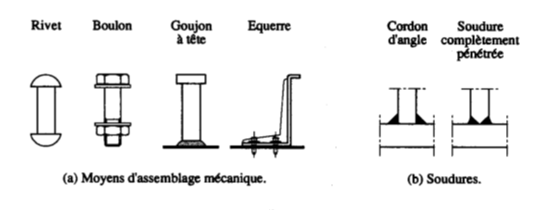 Rivet
Boulon
Goujon
à tête
Equerre
Cordon
d'angle
Soudure
complètement
pénétrée
(a) Moyens d'assemblage mécanique.
(b) Soudures.